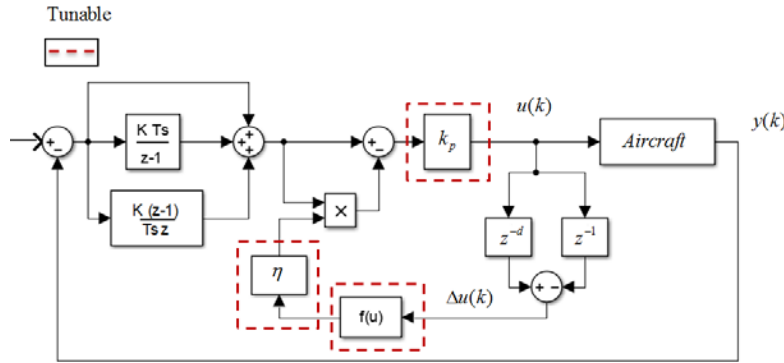 Tunable
u(k)
y(k)
+
−
K Ts
z-1
+
+
+
+
−
k_p
Aircraft
K (z-1)
Ts z
×
z^{-d}
z^{-1}
η
+
−
Δu(k)
f(u)